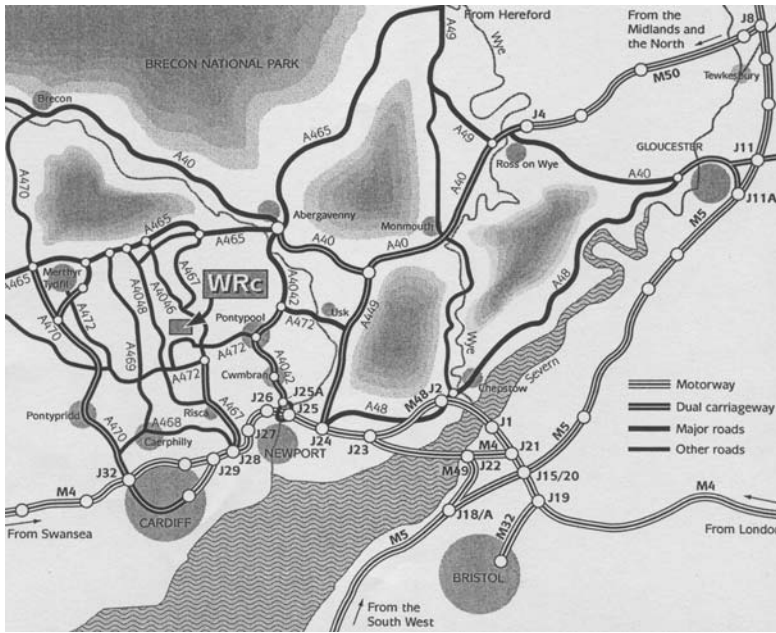 From Hereford
From the
Midlands and
the North
J8
A49
Wye
M50
Tewkesbury
BRECON NATIONAL PARK
Brecon
A465
J4
A49
GLOUCESTER
J11
A470
A40
Ross on Wye
A40
A40
J11A
Abergavenny
Monmouth
M5
A465
A465
A40
A40
A465
Merthyr
Tydfil
A467
WRc
A4042
A449
Usk
A48
A470
A472
A4048
A4046
Pontypool
A472
Wye
A469
A472
A472
Cwmbran
A4042
Chepstow
Severn
Motorway
Dual carriageway
Major roads
Other roads
Pontypridd
A468
Risca
A467
J26
J25A
J25
A48
M48
J2
M5
A470
Caerphilly
J27
NEWPORT
J24
J23
J1
J28
M4
J21
J32
J29
M49
J22
J15/20
M4
M4
J19
CARDIFF
J18/A
From Swansea
M5
M32
From London
BRISTOL
From the
South West